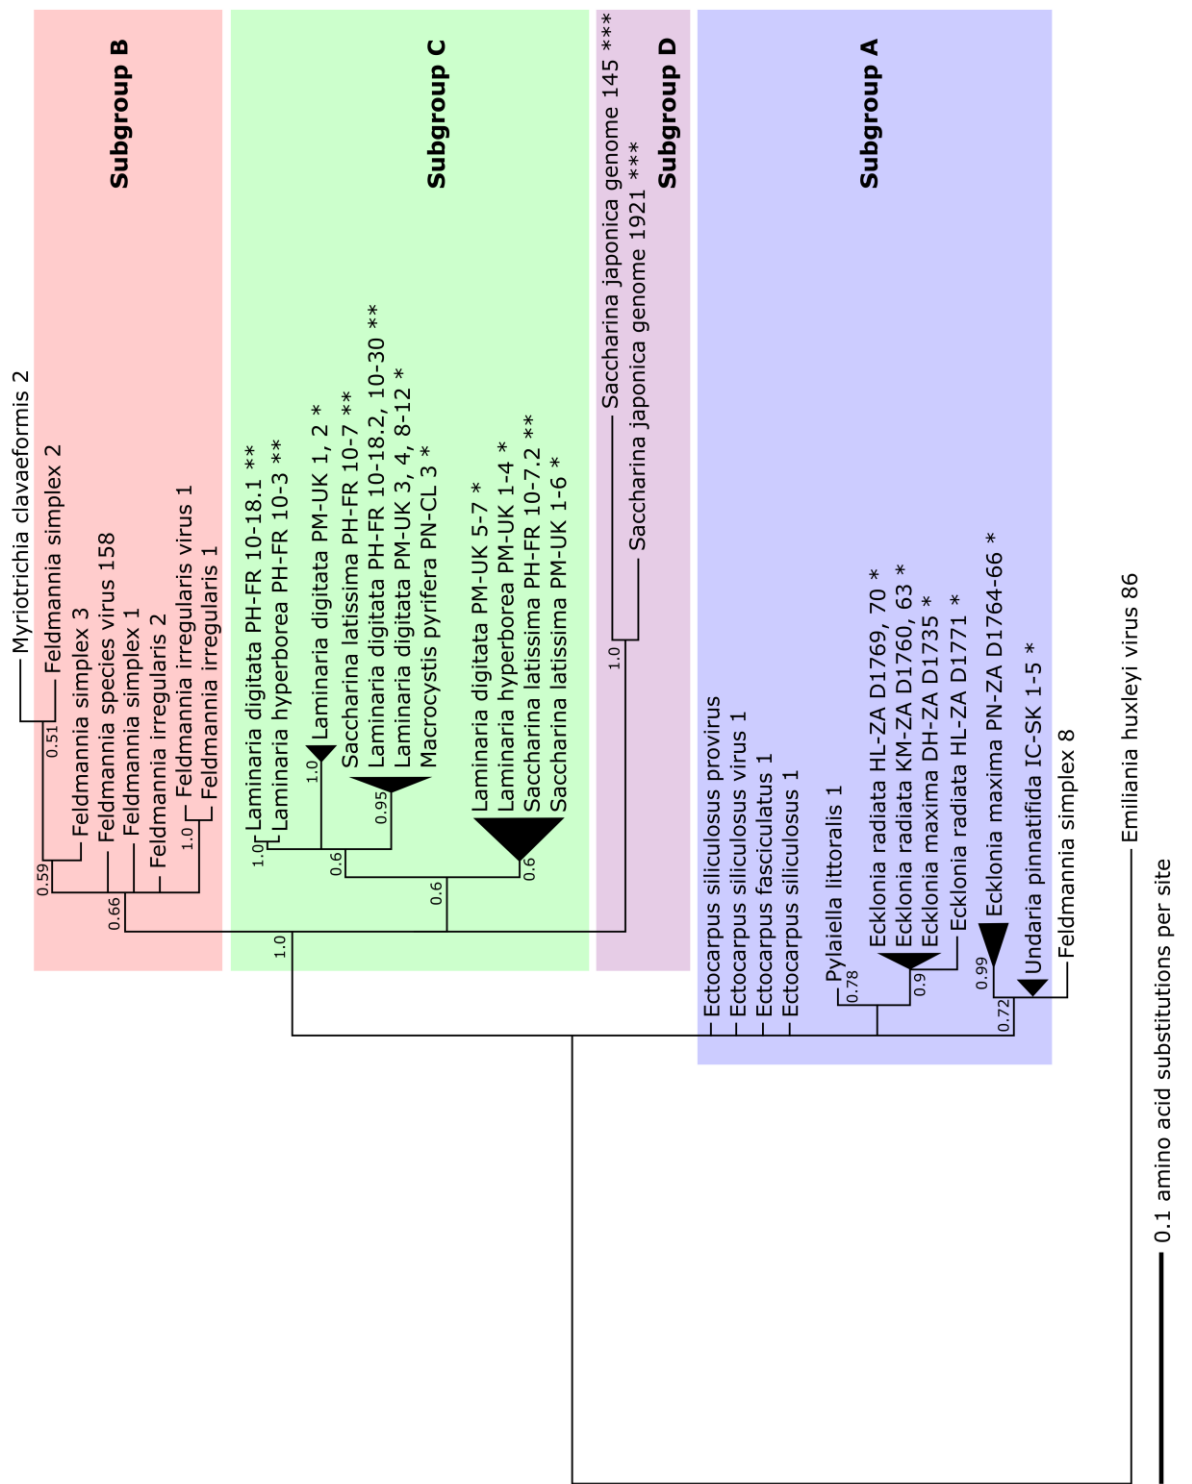 Myriotrichia clavaeformis 2
0.51
Feldmannia simplex 2
0.59
Feldmannia simplex 3
Feldmannia species virus 158
0.66
Feldmannia simplex 1
Feldmannia irregularis 2
Feldmannia irregularis virus 1
1.0
Feldmannia irregularis 1
Subgroup B
1.0
Laminaria digitata PH-FR 10-18.1 **
1.0
Laminaria hyperborea PH-FR 10-3 **
1.0
Laminaria digitata PM-UK 1, 2 *
0.6
Saccharina latissima PH-FR 10-7 **
Laminaria digitata PH-FR 10-18.2, 10-30 **
0.95
Laminaria digitata PM-UK 3, 4, 8-12 *
Macrocystis pyrifera PN-CL 3 *
0.6
Laminaria digitata PM-UK 5-7 *
Laminaria hyperborea PM-UK 1-4 *
Saccharina latissima PH-FR 10-7.2 **
0.6
Saccharina latissima PM-UK 1-6 *
Subgroup C
Saccharina japonica genome 145 ***
1.0
Saccharina japonica genome 1921 ***
Subgroup D
Ectocarpus siliculosus provirus
Ectocarpus siliculosus virus 1
Ectocarpus fasciculatus 1
Ectocarpus siliculosus 1
Pylaiella littoralis 1
0.78
Ecklonia radiata HL-ZA D1769, 70 *
Ecklonia radiata KM-ZA D1760, 63 *
0.9
Ecklonia maxima DH-ZA D1735 *
Ecklonia radiata HL-ZA D1771 *
0.99
Ecklonia maxima PN-ZA D1764-66 *
0.72
Undaria pinnatifida IC-SK 1-5 *
Feldmannia simplex 8
Subgroup A
Emiliania huxleyi virus 86
0.1 amino acid substitutions per site